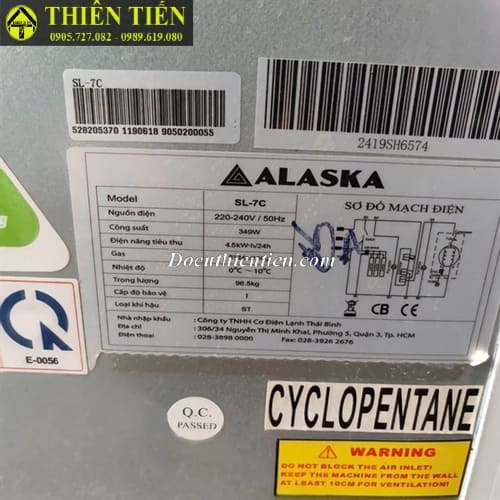 THIÊN TIẾN
0905.727.082 - 0989.619.080
SL-7C
528205370 1190618 9050200055
2419SH6574
ALASKA
Model SL-7C
Nguồn điện 220-240V / 50Hz
Công suất 349W
Điện năng tiêu thụ 4.5kW·h/24h
Gas
Nhiệt độ 0°C ~ 10°C
Trọng lượng 96.5kg
Cấp độ bảo vệ I
Loại khí hậu ST
SƠ ĐỒ MẠCH ĐIỆN
Docuthientien.com
CB
Nhà nhập khẩu : Công ty TNHH Cơ Điện Lạnh Thái Bình
Địa chỉ : 306/34 Nguyễn Thị Minh Khai, Phường 5, Quận 3, Tp. HCM
Điện thoại : 028-3898 0000 Fax: 028-3926 2676
E-0056
Q.C.
PASSED
CYCLOPENTANE
WARNING
DO NOT BLOCK THE AIR INLET!
KEEP THE MACHINE FROM WALL
AT LEAST 10CM FOR VENTILATION!